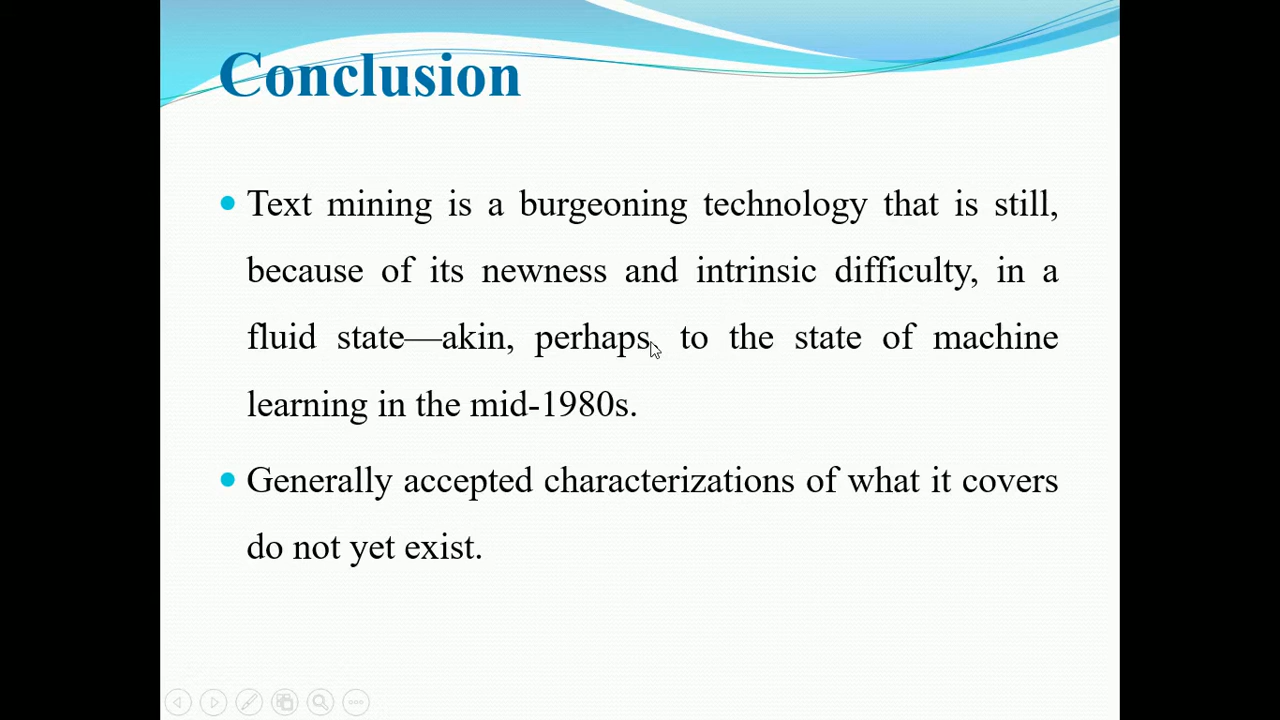 Conclusion
Text mining is a burgeoning technology that is still,
because of its newness and intrinsic difficulty, in a
fluid state—akin, perhaps, to the state of machine
learning in the mid-1980s.
Generally accepted characterizations of what it covers
do not yet exist.